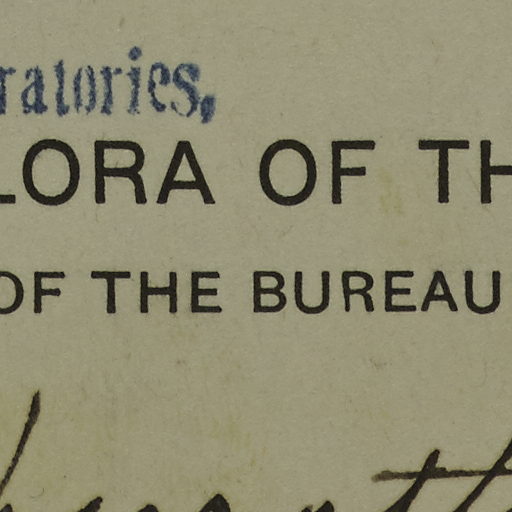 ratories,
LORA OF TH
OF THE BUREAU